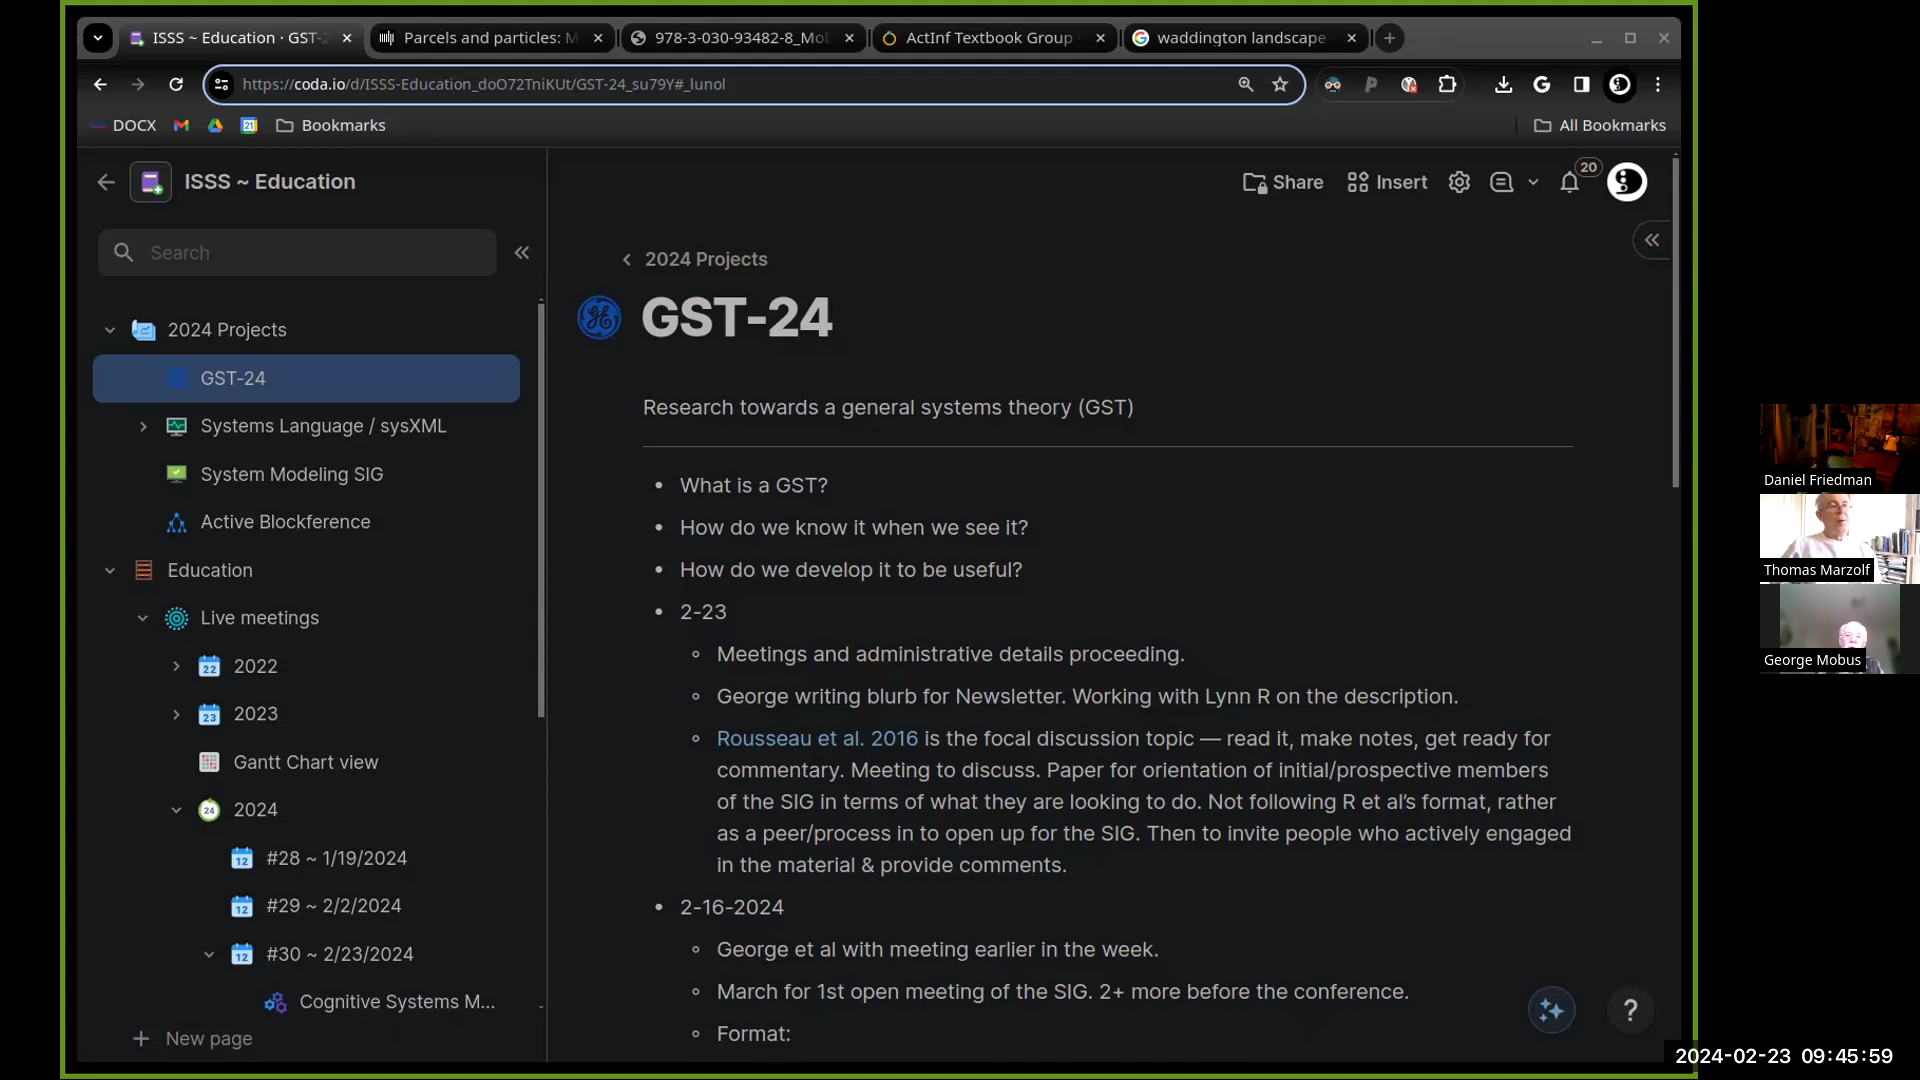 ISSS ~ Education · GST-2
Parcels and particles: M
978-3-030-93482-8_Mob
ActInf Textbook Group
waddington landscape
https://coda.io/d/ISSS-Education_doO72TniKUt/GST-24_su79Y#_lunol
DOCX
Bookmarks
All Bookmarks
ISSS ~ Education
Share
Insert
20
Search
2024 Projects
GST-24
Systems Language / sysXML
System Modeling SIG
Active Blockference
Education
Live meetings
22
2022
23
2023
Gantt Chart view
24
2024
12
#28 ~ 1/19/2024
12
#29 ~ 2/2/2024
12
#30 ~ 2/23/2024
Cognitive Systems M...
New page
2024 Projects
GST-24
Research towards a general systems theory (GST)
What is a GST?
How do we know it when we see it?
How do we develop it to be useful?
2-23
Meetings and administrative details proceeding.
George writing blurb for Newsletter. Working with Lynn R on the description.
Rousseau et al. 2016 is the focal discussion topic — read it, make notes, get ready for
commentary. Meeting to discuss. Paper for orientation of initial/prospective members
of the SIG in terms of what they are looking to do. Not following R et al's format, rather
as a peer/process in to open up for the SIG. Then to invite people who actively engaged
in the material & provide comments.
2-16-2024
George et al with meeting earlier in the week.
March for 1st open meeting of the SIG. 2+ more before the conference.
Format:
Daniel Friedman
Thomas Marzolf
George Mobus
2024-02-23 09:45:59